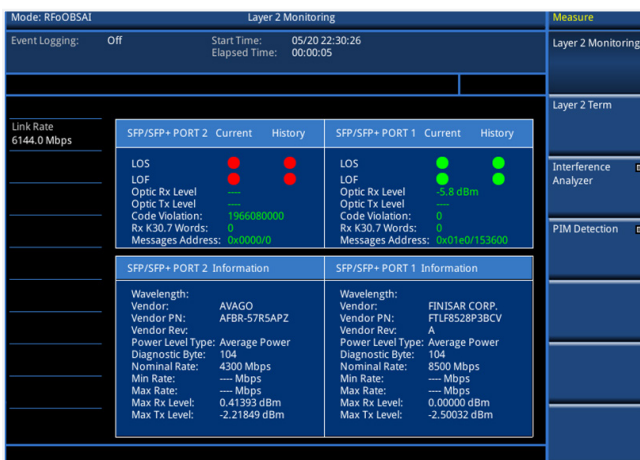 Mode: RFoOBSAI Layer 2 Monitoring Measure
Event Logging: Off Start Time: 05/20 22:30:26
Elapsed Time: 00:00:05
Layer 2 Monitoring
Layer 2 Term
Interference
Analyzer
PIM Detection
Link Rate
6144.0 Mbps
SFP/SFP+ PORT 2 Current History
LOS
LOF
Optic Rx Level ----
Optic Tx Level ----
Code Violation: 1966080000
Rx K30.7 Words: 0
Messages Address: 0x0000/0
SFP/SFP+ PORT 1 Current History
LOS
LOF
Optic Rx Level -5.8 dBm
Optic Tx Level ----
Code Violation: 0
Rx K30.7 Words: 0
Messages Address: 0x01e0/153600
SFP/SFP+ PORT 2 Information
Wavelength:
Vendor: AVAGO
Vendor PN: AFBR-57R5APZ
Vendor Rev:
Power Level Type: Average Power
Diagnostic Byte: 104
Nominal Rate: 4300 Mbps
Min Rate: ---- Mbps
Max Rate: ---- Mbps
Max Rx Level: 0.41393 dBm
Max Tx Level: -2.21849 dBm
SFP/SFP+ PORT 1 Information
Wavelength:
Vendor: FINISAR CORP.
Vendor PN: FTLF8528P3BCV
Vendor Rev: A
Power Level Type: Average Power
Diagnostic Byte: 104
Nominal Rate: 8500 Mbps
Min Rate: ---- Mbps
Max Rate: ---- Mbps
Max Rx Level: 0.00000 dBm
Max Tx Level: -2.50032 dBm